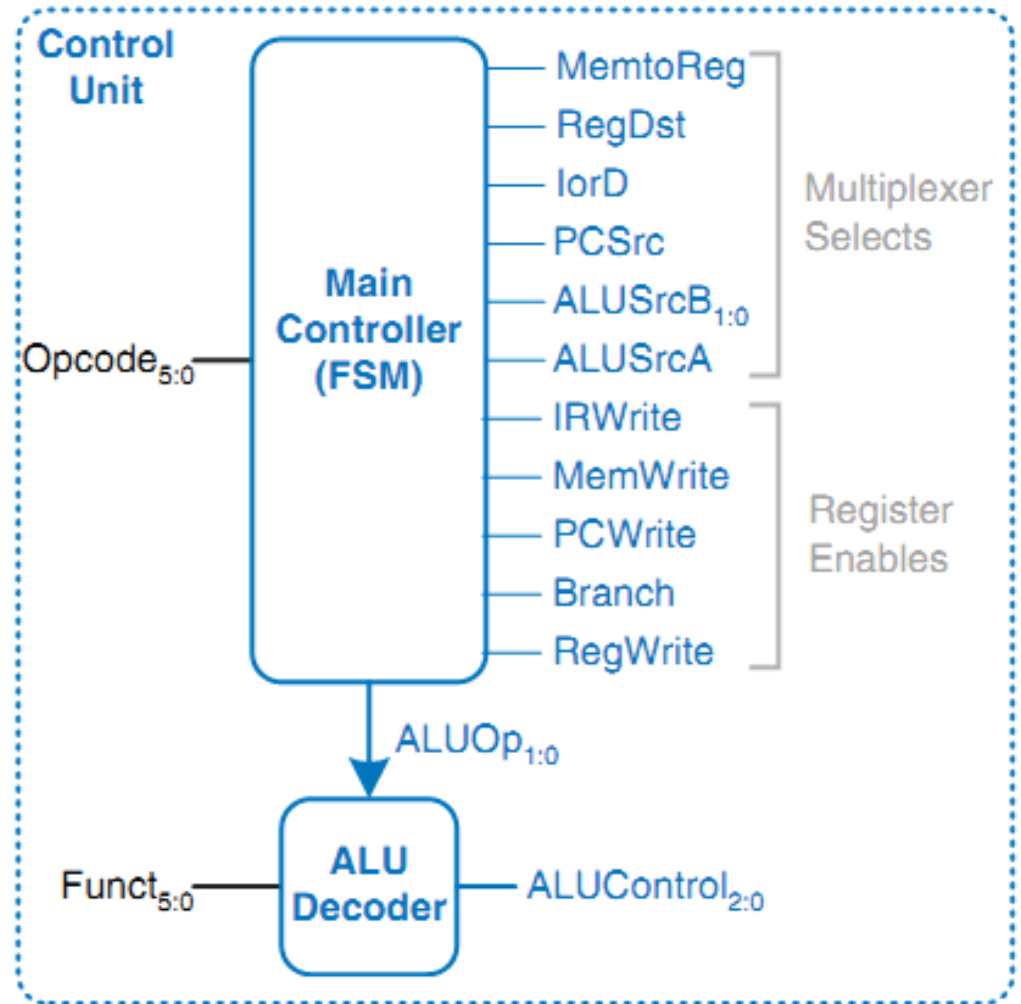 Control
Unit
MemtoReg
RegDst
IorD
PCSrc
ALUSrcB1:0
ALUSrcA
Multiplexer
Selects
Main
Controller
(FSM)
Opcode5:0
IRWrite
MemWrite
PCWrite
Branch
RegWrite
Register
Enables
ALUOp1:0
ALU
Decoder
Funct5:0
ALUControl2:0